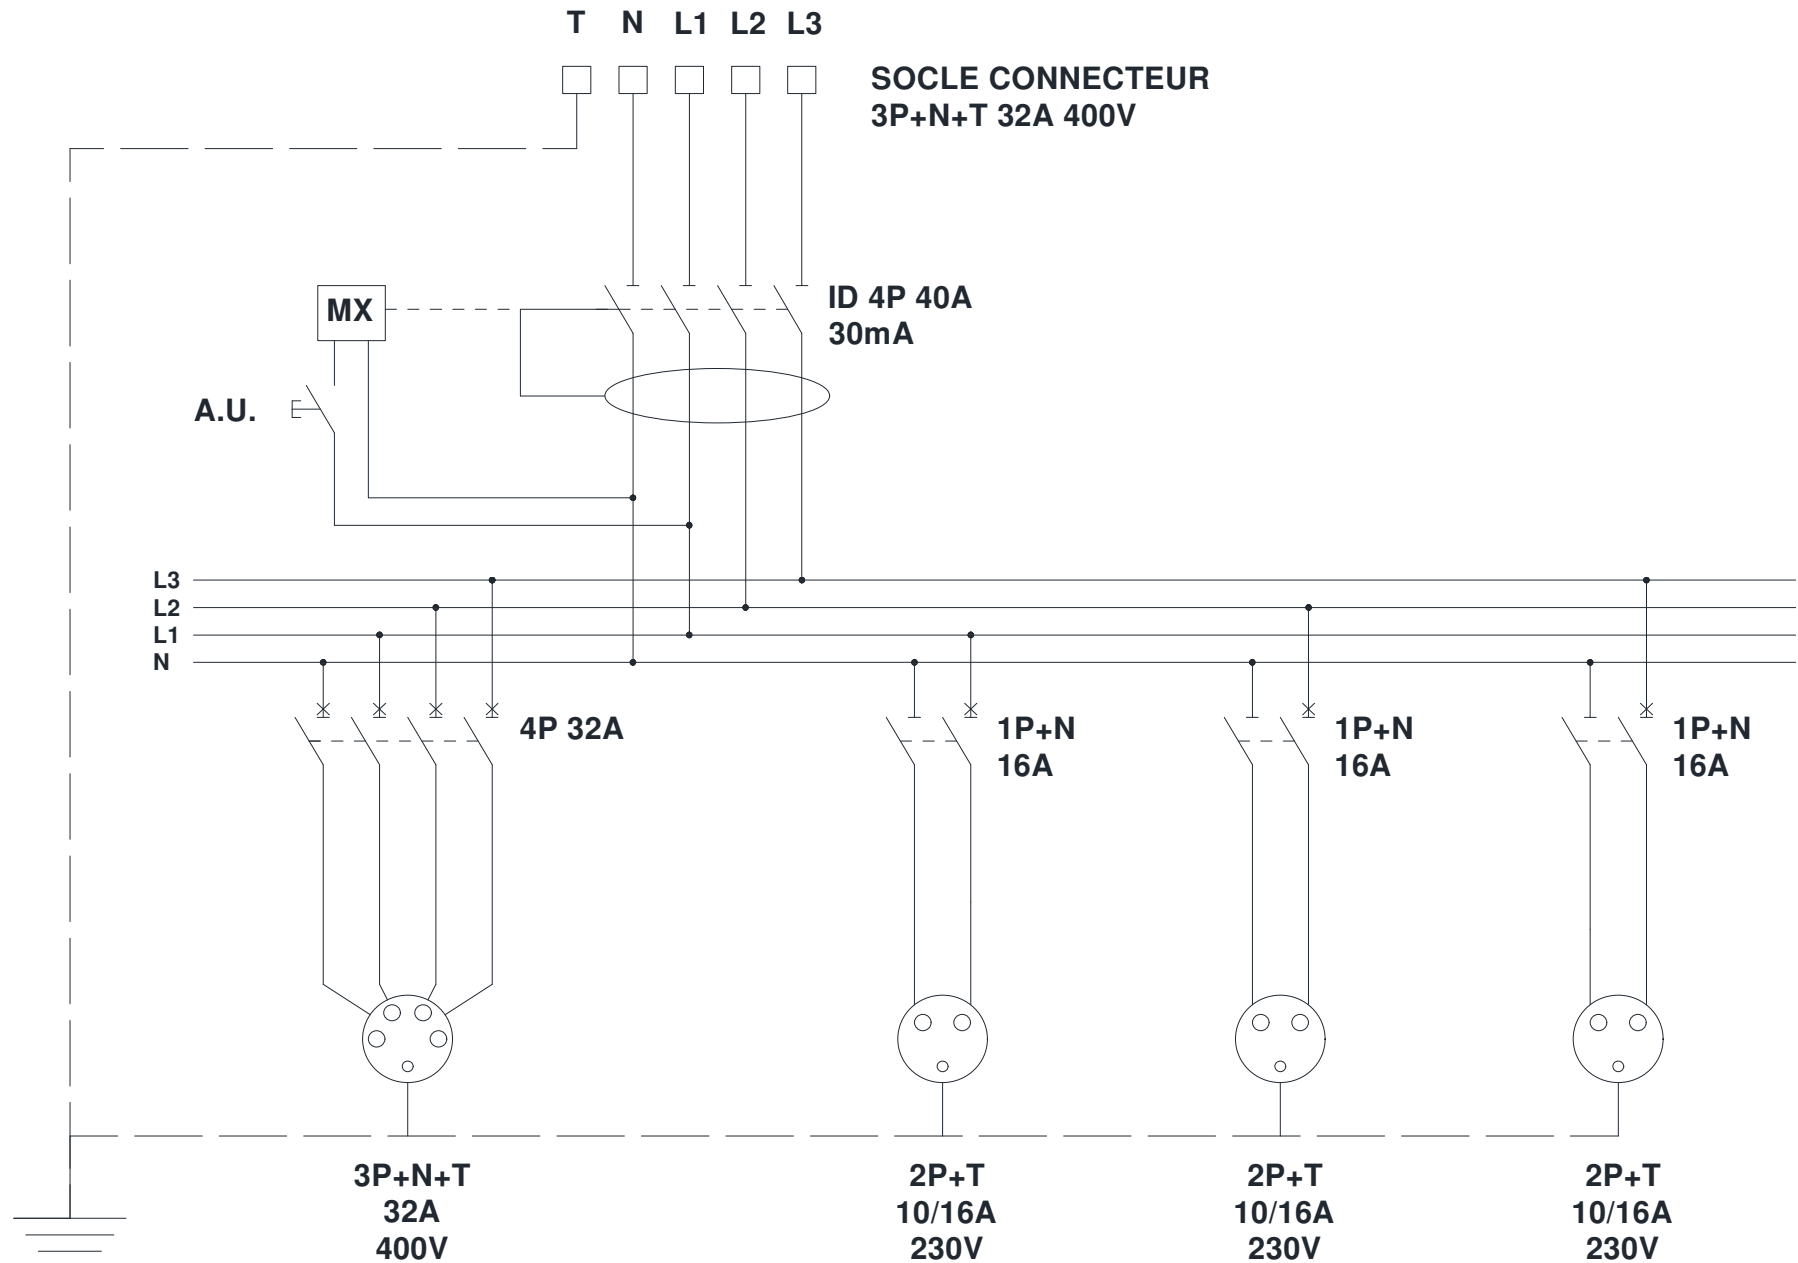 T N L1 L2 L3
SOCLE CONNECTEUR
3P+N+T 32A 400V
MX
ID 4P 40A
30mA
A.U.
L3
L2
L1
N
4P 32A
1P+N
16A
1P+N
16A
1P+N
16A
3P+N+T
32A
400V
2P+T
10/16A
230V
2P+T
10/16A
230V
2P+T
10/16A
230V